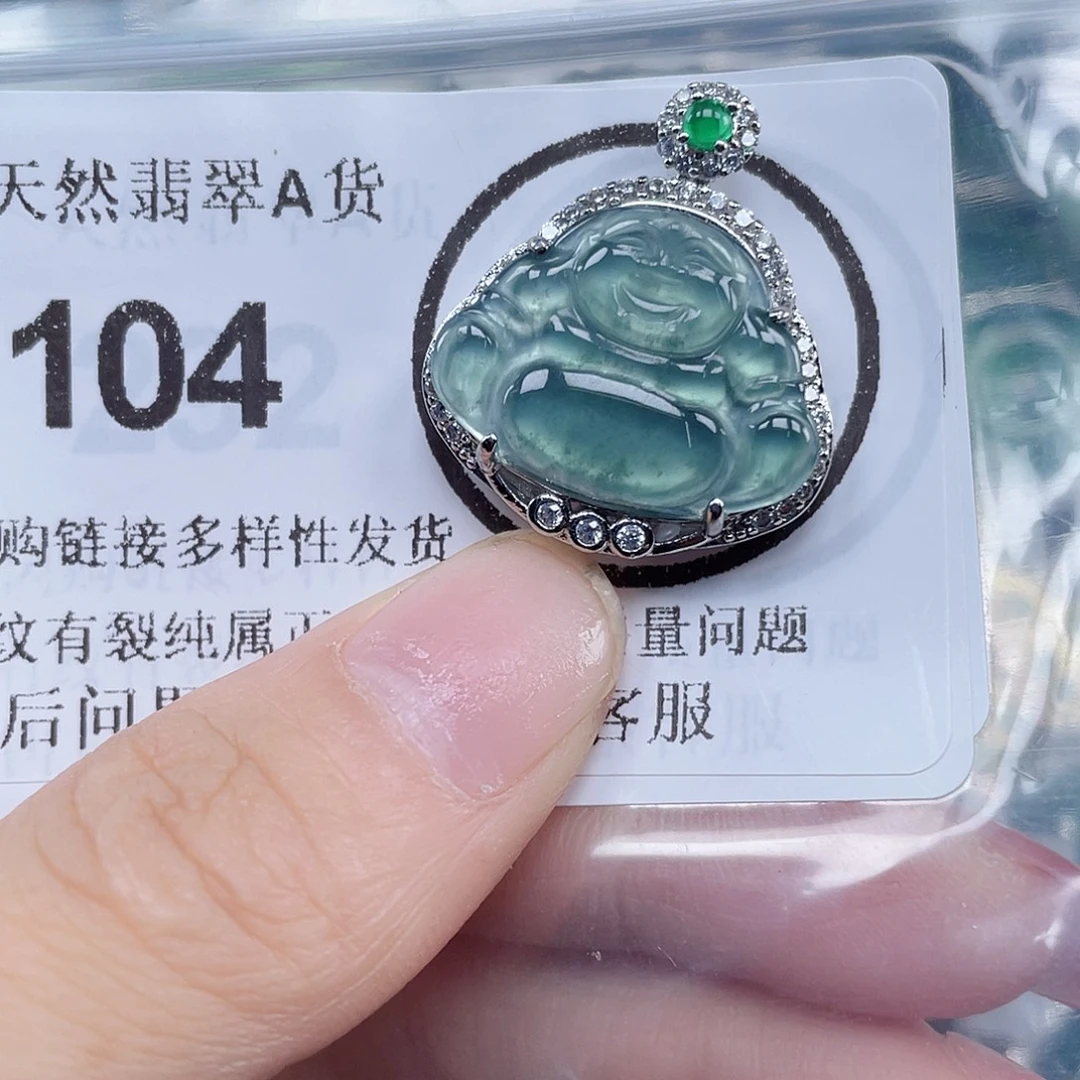 天然翡翠A货
104
购链接多样性发货
纹有裂纯属 量问题
后问题 客服